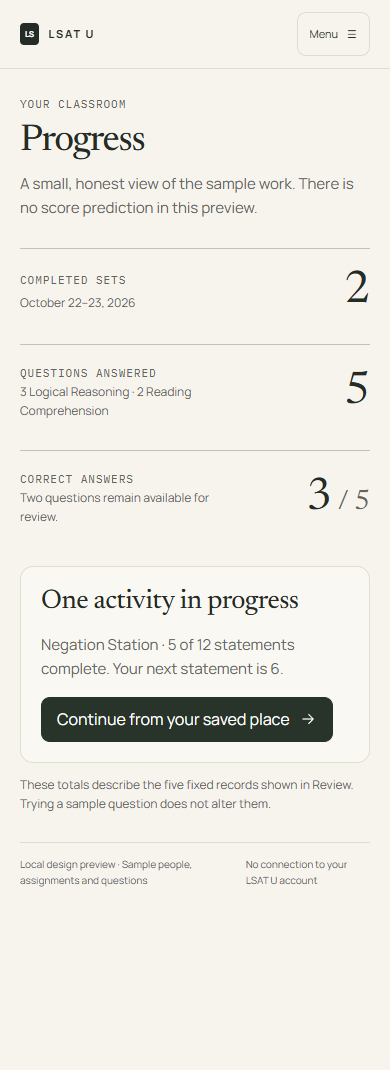 LS LSAT U
Menu ☰
YOUR CLASSROOM
Progress
A small, honest view of the sample work. There is
no score prediction in this preview.
COMPLETED SETS
October 22–23, 2026
2
QUESTIONS ANSWERED
3 Logical Reasoning · 2 Reading
Comprehension
5
CORRECT ANSWERS
Two questions remain available for
review.
3 / 5
One activity in progress
Negation Station · 5 of 12 statements
complete. Your next statement is 6.
Continue from your saved place →
These totals describe the five fixed records shown in Review.
Trying a sample question does not alter them.
Local design preview · Sample people,
assignments and questions
No connection to your
LSAT U account